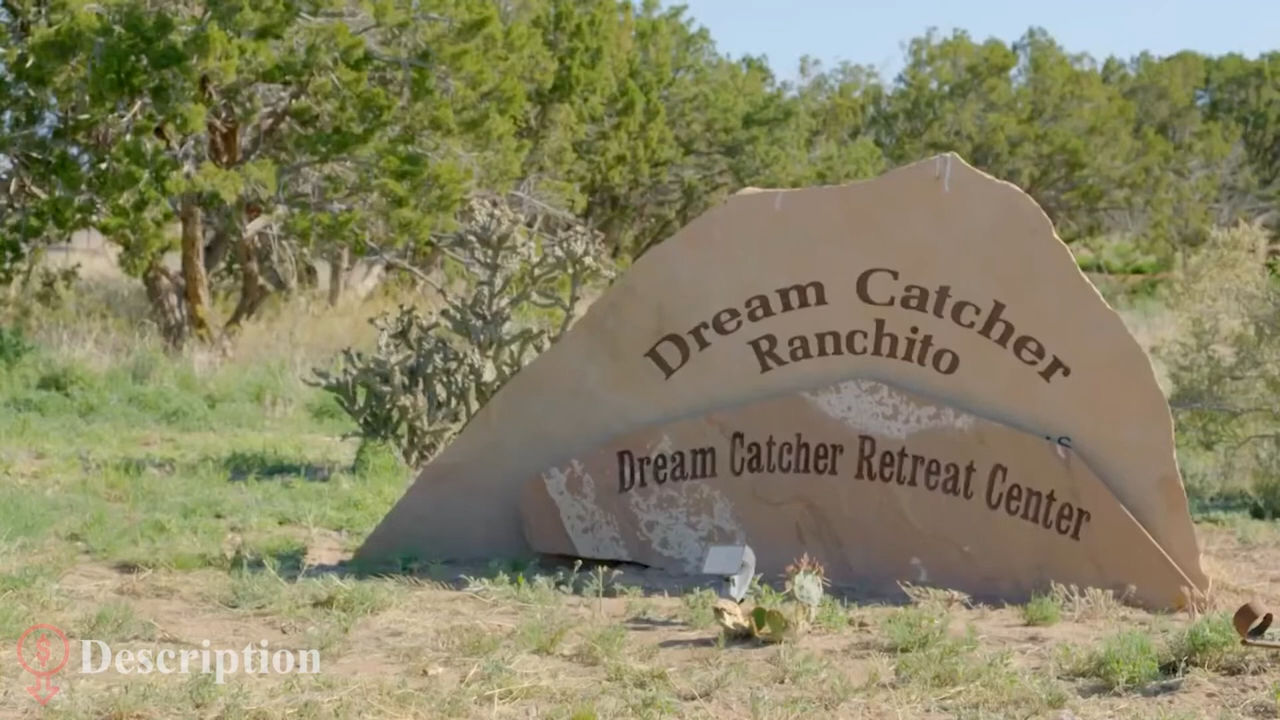 Dream Catcher
Ranchito
Dream Catcher Retreat Center
$ Description